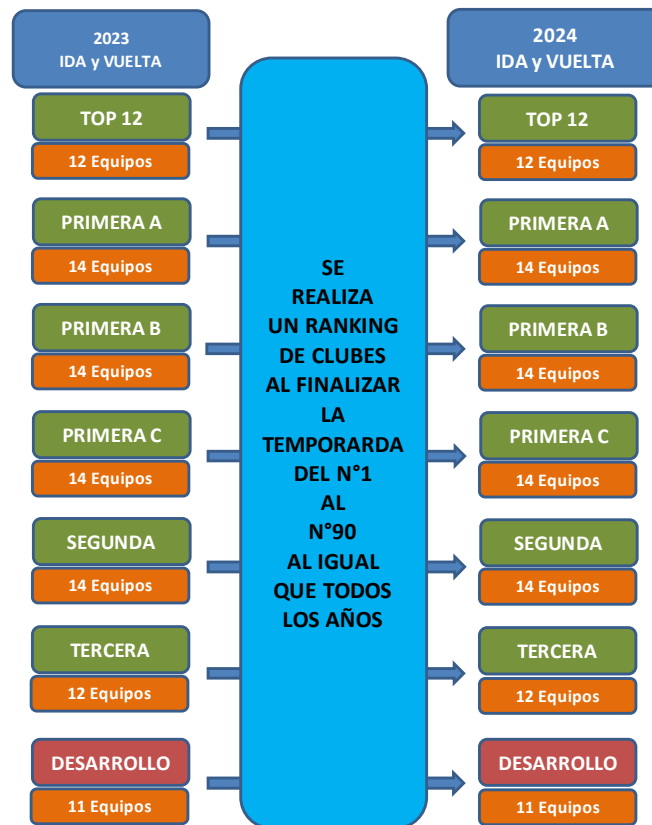 2023
IDA y VUELTA
TOP 12
12 Equipos
PRIMERA A
14 Equipos
PRIMERA B
14 Equipos
PRIMERA C
14 Equipos
SEGUNDA
14 Equipos
TERCERA
12 Equipos
DESARROLLO
11 Equipos
SE
REALIZA
UN RANKING
DE CLUBES
AL FINALIZAR
LA
TEMPORARDA
DEL N°1
AL
N°90
AL IGUAL
QUE TODOS
LOS AÑOS
2024
IDA y VUELTA
TOP 12
12 Equipos
PRIMERA A
14 Equipos
PRIMERA B
14 Equipos
PRIMERA C
14 Equipos
SEGUNDA
14 Equipos
TERCERA
12 Equipos
DESARROLLO
11 Equipos